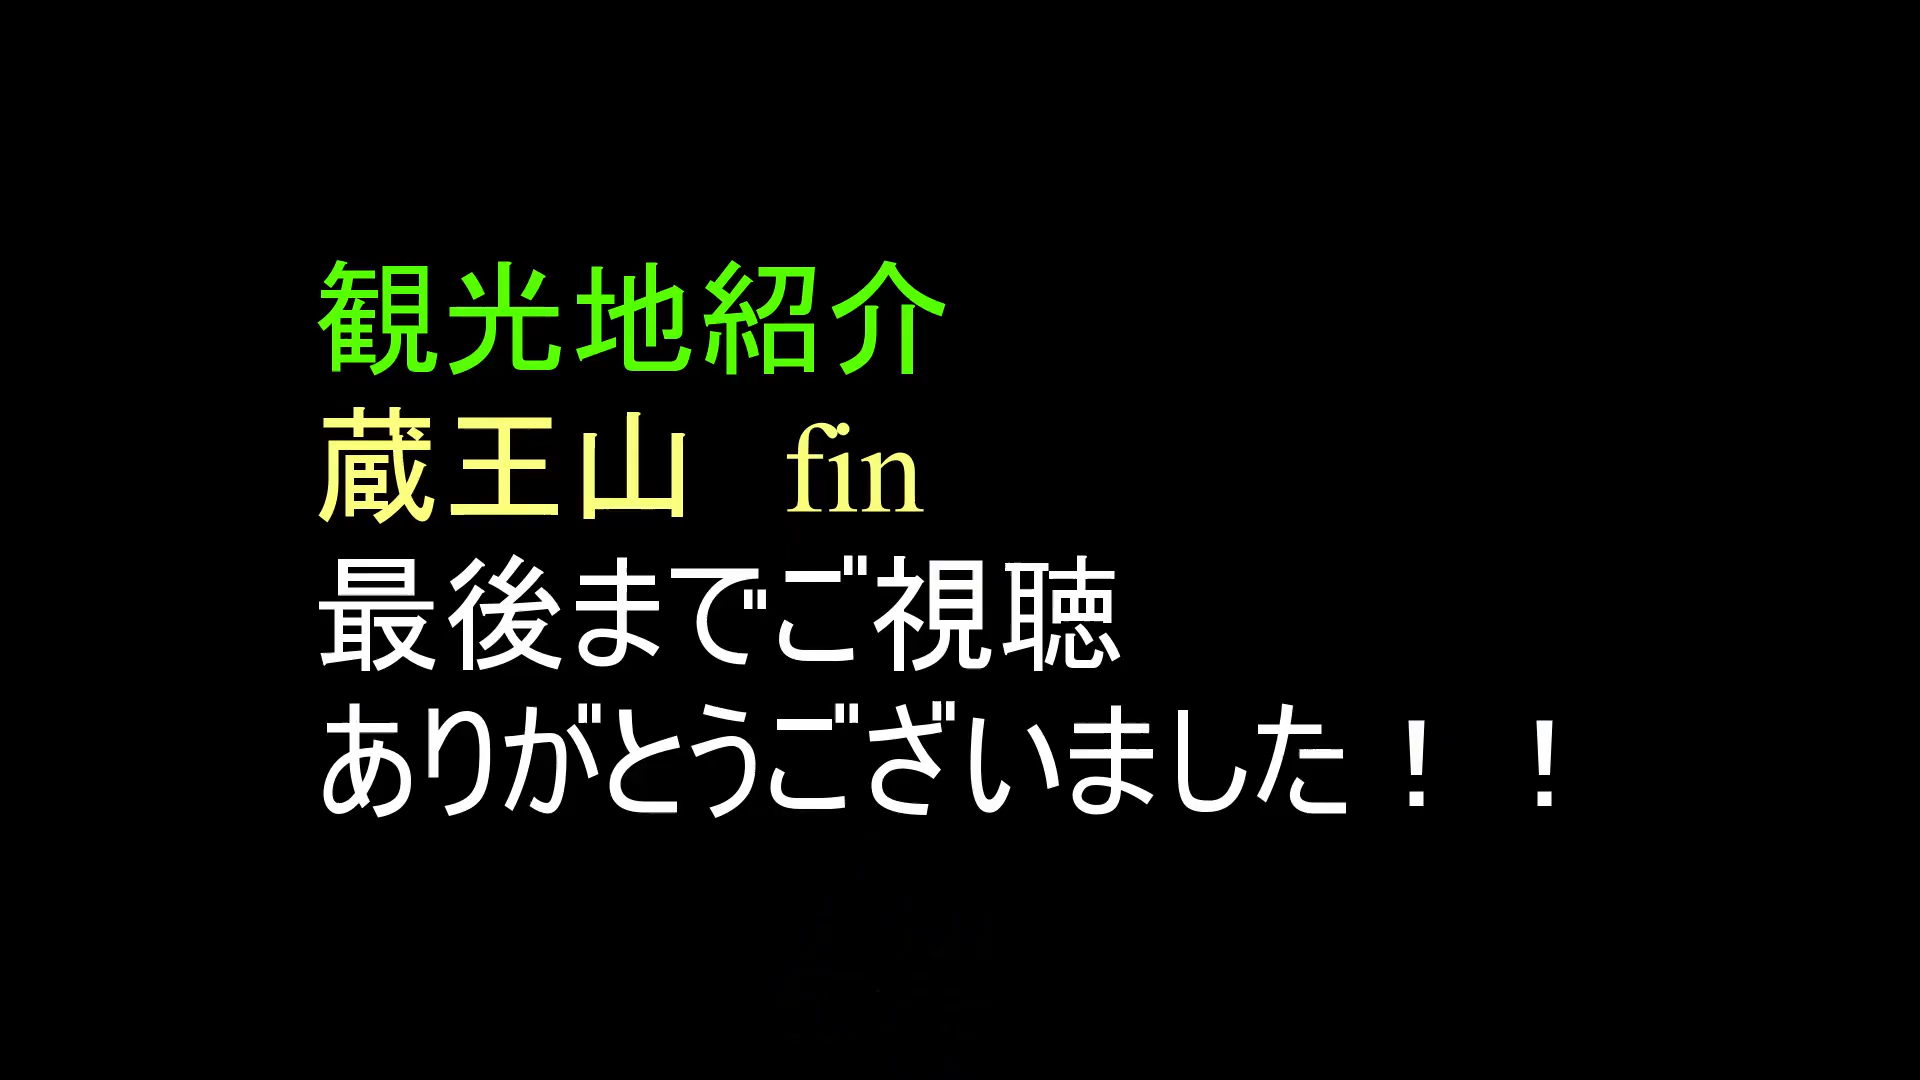 観光地紹介
蔵王山　fin
最後までご視聴
ありがとうございました！！